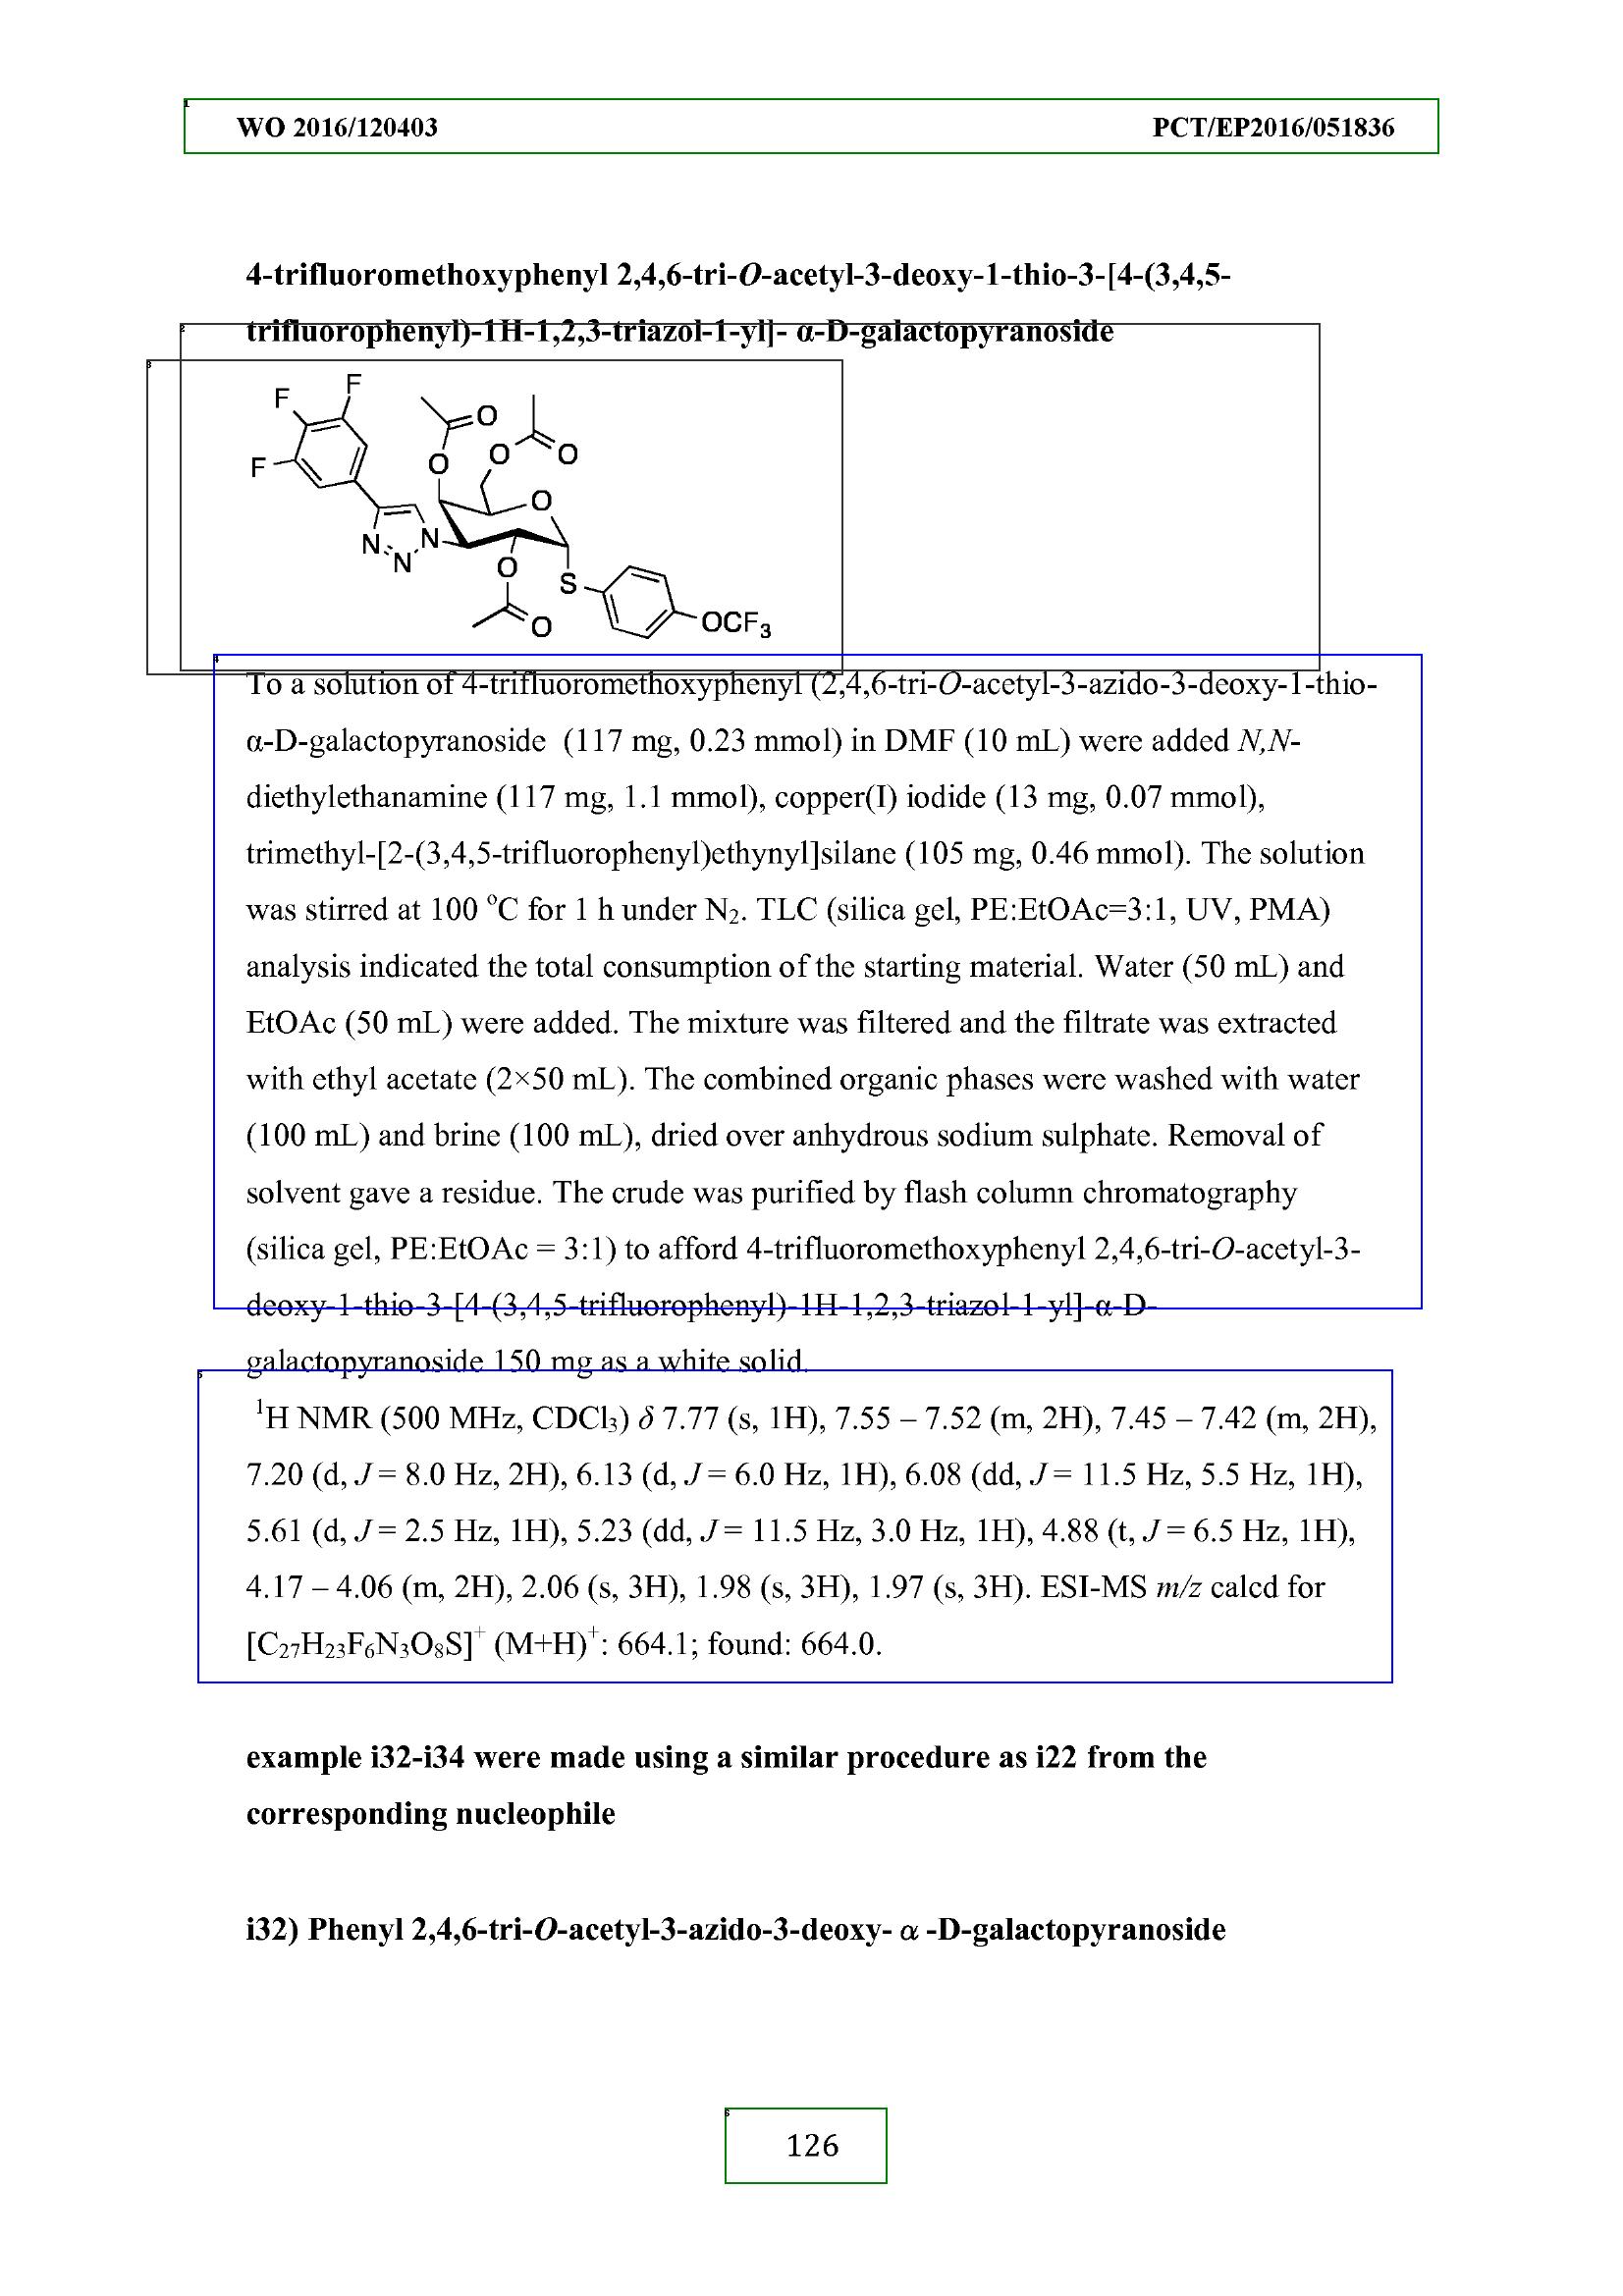 WO 2016/120403 PCT/EP2016/051836
4-trifluoromethoxyphenyl 2,4,6-tri-O-acetyl-3-deoxy-1-thio-3-[4-(3,4,5-
trifluorophenyl)-1H-1,2,3-triazol-1-yl]- α-D-galactopyranoside
F
F
F
O
O
O
O
O
N
N
N
O
S
O
OCF3
To a solution of 4-trifluoromethoxyphenyl (2,4,6-tri-O-acetyl-3-azido-3-deoxy-1-thio-
α-D-galactopyranoside (117 mg, 0.23 mmol) in DMF (10 mL) were added N,N-
diethylethanamine (117 mg, 1.1 mmol), copper(I) iodide (13 mg, 0.07 mmol),
trimethyl-[2-(3,4,5-trifluorophenyl)ethynyl]silane (105 mg, 0.46 mmol). The solution
was stirred at 100 °C for 1 h under N2. TLC (silica gel, PE:EtOAc=3:1, UV, PMA)
analysis indicated the total consumption of the starting material. Water (50 mL) and
EtOAc (50 mL) were added. The mixture was filtered and the filtrate was extracted
with ethyl acetate (2×50 mL). The combined organic phases were washed with water
(100 mL) and brine (100 mL), dried over anhydrous sodium sulphate. Removal of
solvent gave a residue. The crude was purified by flash column chromatography
(silica gel, PE:EtOAc = 3:1) to afford 4-trifluoromethoxyphenyl 2,4,6-tri-O-acetyl-3-
deoxy-1-thio-3-[4-(3,4,5-trifluorophenyl)-1H-1,2,3-triazol-1-yl]-α-D-
galactopyranoside 150 mg as a white solid.
1H NMR (500 MHz, CDCl3) δ 7.77 (s, 1H), 7.55 – 7.52 (m, 2H), 7.45 – 7.42 (m, 2H),
7.20 (d, J = 8.0 Hz, 2H), 6.13 (d, J = 6.0 Hz, 1H), 6.08 (dd, J = 11.5 Hz, 5.5 Hz, 1H),
5.61 (d, J = 2.5 Hz, 1H), 5.23 (dd, J = 11.5 Hz, 3.0 Hz, 1H), 4.88 (t, J = 6.5 Hz, 1H),
4.17 – 4.06 (m, 2H), 2.06 (s, 3H), 1.98 (s, 3H), 1.97 (s, 3H). ESI-MS m/z calcd for
[C27H23F6N3O8S]+ (M+H)+: 664.1; found: 664.0.
example i32-i34 were made using a similar procedure as i22 from the
corresponding nucleophile
i32) Phenyl 2,4,6-tri-O-acetyl-3-azido-3-deoxy- α -D-galactopyranoside
126